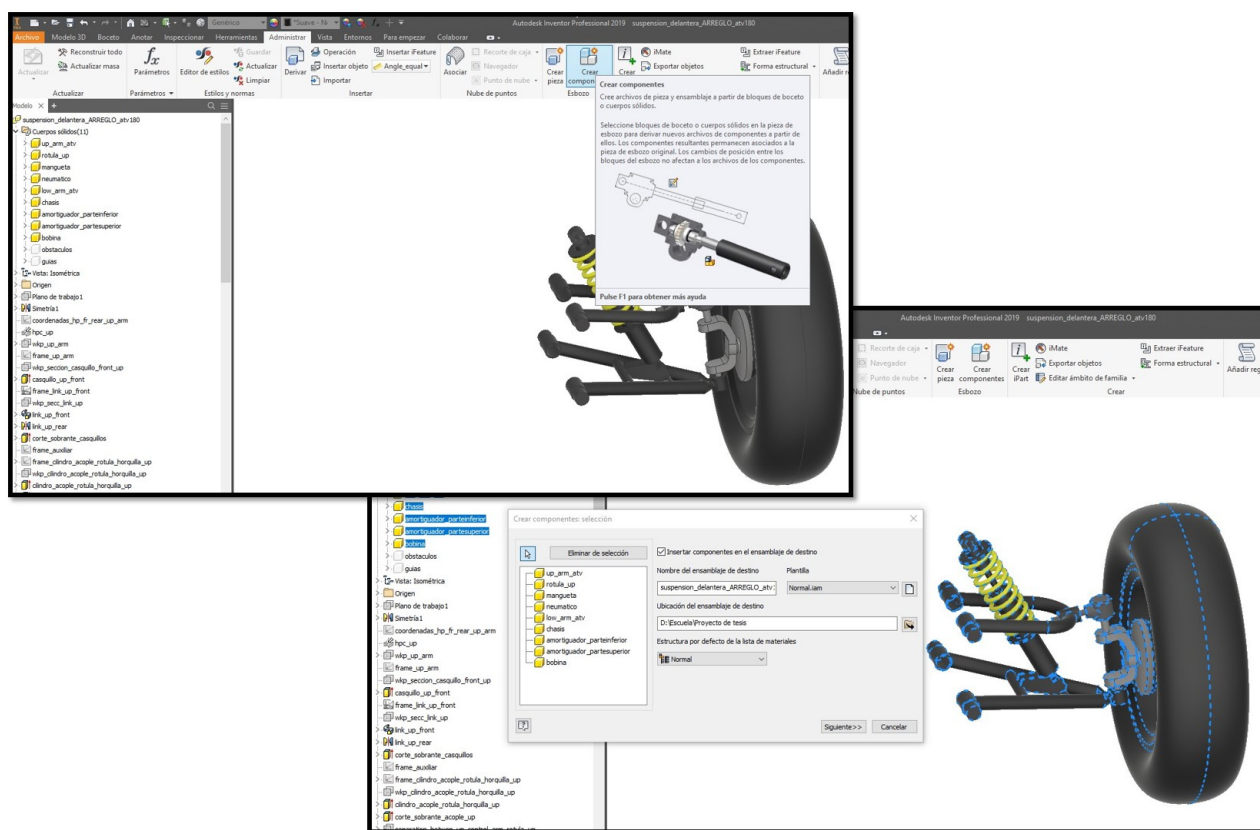 Genérico
"Suave - Ne
Autodesk Inventor Professional 2019 suspension_delantera_ARREGLO_atv180
Archivo Modelo 3D Boceto Anotar Inspeccionar Herramientas Administrar Vista Entornos Para empezar Colaborar
Actualizar
Reconstruir todo
Actualizar masa
Actualizar
Parámetros
Parámetros
Editor de estilos
Guardar
Actualizar
Limpiar
Estilos y normas
Derivar
Operación
Insertar objeto
Importar
Insertar iFeature
Angle_equal
Insertar
Asociar
Recorte de caja
Navegador
Punto de nube
Nube de puntos
Crear pieza
Crear
Esbozo
Crear
iMate
Exportar objetos
Extraer iFeature
Forma estructural
Añadir reg
Crear componentes
Cree archivos de pieza y ensamblaje a partir de bloques de boceto
o cuerpos sólidos.
Seleccione bloques de boceto o cuerpos sólidos en la pieza de
esbozo para derivar nuevos archivos de componentes a partir de
ellos. Los componentes resultantes permanecen asociados a la
pieza de esbozo original. Los cambios de posición entre los
bloques del esbozo no afectan a los archivos de los componentes.
Pulse F1 para obtener más ayuda
Modelo
suspension_delantera_ARREGLO_atv180
Cuerpos sólidos(11)
up_arm_atv
rotula_up
mangueta
neumatico
low_arm_atv
chasis
amortiguador_parteinferior
amortiguador_partesuperior
bobina
obstaculos
guias
Vista: Isométrica
Origen
Plano de trabajo1
Simetría1
coordenadas_hp_fr_rear_up_arm
hpc_up
wkp_up_arm
frame_up_arm
wkp_seccion_casquillo_front_up
casquillo_up_front
frame_link_up_front
wkp_secc_link_up
link_up_front
link_up_rear
corte_sobrante_casquillos
frame_auxiliar
frame_cilindro_acople_rotula_horquilla_up
wkp_cilindro_acople_rotula_horquilla_up
cilindro_acople_rotula_horquilla_up
Autodesk Inventor Professional 2019 suspension_delantera_ARREGLO_atv180
Recorte de caja
Navegador
Punto de nube
Nube de puntos
Crear pieza
Crear componentes
Esbozo
Crear iPart
iMate
Exportar objetos
Editar ámbito de familia
Extraer iFeature
Forma estructural
Crear
Añadir reg
chasis
amortiguador_parteinferior
amortiguador_partesuperior
bobina
obstaculos
guias
Vista: Isométrica
Origen
Plano de trabajo1
Simetría1
coordenadas_hp_fr_rear_up_arm
hpc_up
wkp_up_arm
frame_up_arm
wkp_seccion_casquillo_front_up
casquillo_up_front
frame_link_up_front
wkp_secc_link_up
link_up_front
link_up_rear
corte_sobrante_casquillos
frame_auxiliar
frame_cilindro_acople_rotula_horquilla_up
wkp_cilindro_acople_rotula_horquilla_up
cilindro_acople_rotula_horquilla_up
corte_sobrante_acople_up
Crear componentes: selección
Eliminar de selección
up_arm_atv
rotula_up
mangueta
neumatico
low_arm_atv
chasis
amortiguador_parteinferior
amortiguador_partesuperior
bobina
Insertar componentes en el ensamblaje de destino
Nombre del ensamblaje de destino
Plantilla
suspension_delantera_ARREGLO_atv:
Normal.iam
Ubicación del ensamblaje de destino
D:\Escuela\Proyecto de tesis
Estructura por defecto de la lista de materiales
Normal
Siguiente>>
Cancelar